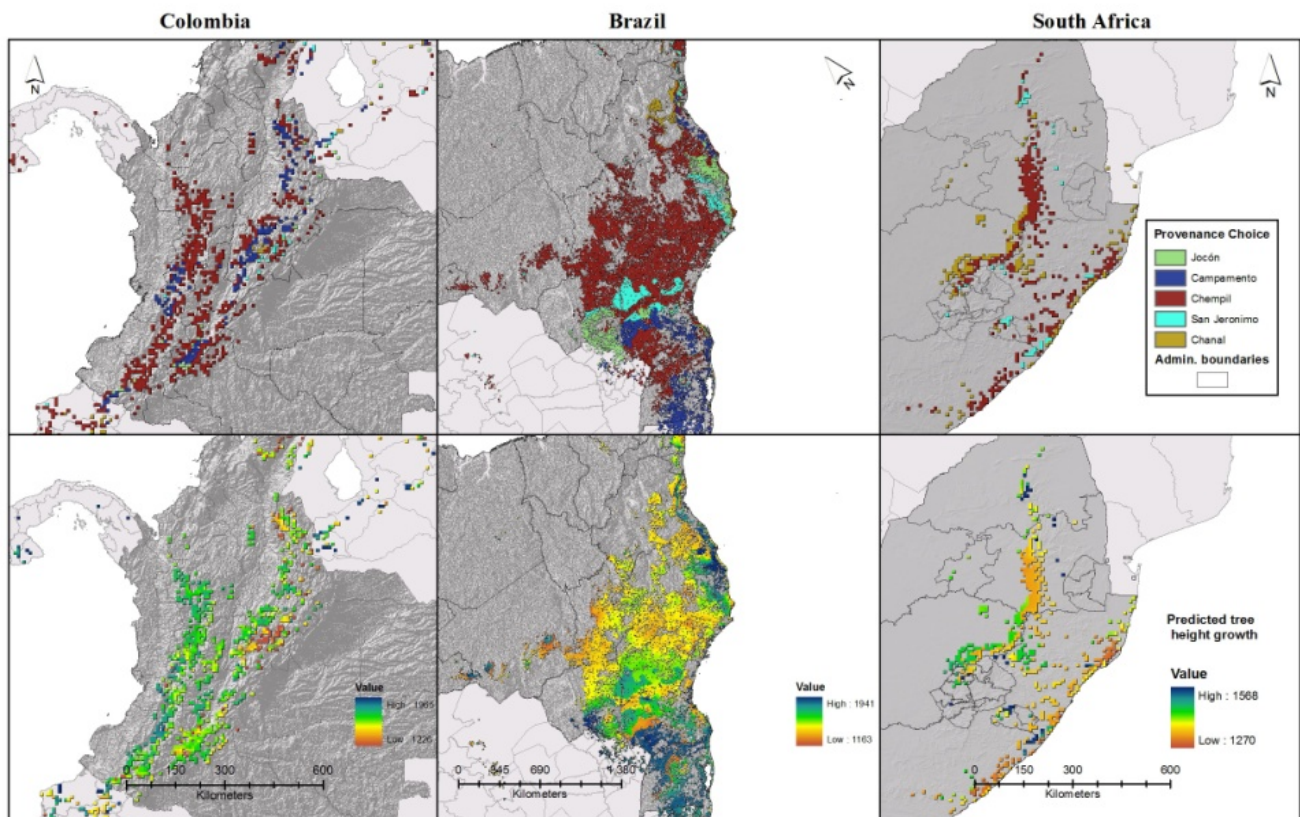 Colombia
Brazil
South Africa
N
N
N
Provenance Choice
Jocón
Campamento
Chempil
San Jeronimo
Chanal
Admin. boundaries
Value
High : 1965
Low : 1226
0 150 300 600
Kilometers
Value
High : 1941
Low : 1163
0 345 690 1,380
Kilometers
Predicted tree
height growth
Value
High : 1568
Low : 1270
0 150 300 600
Kilometers